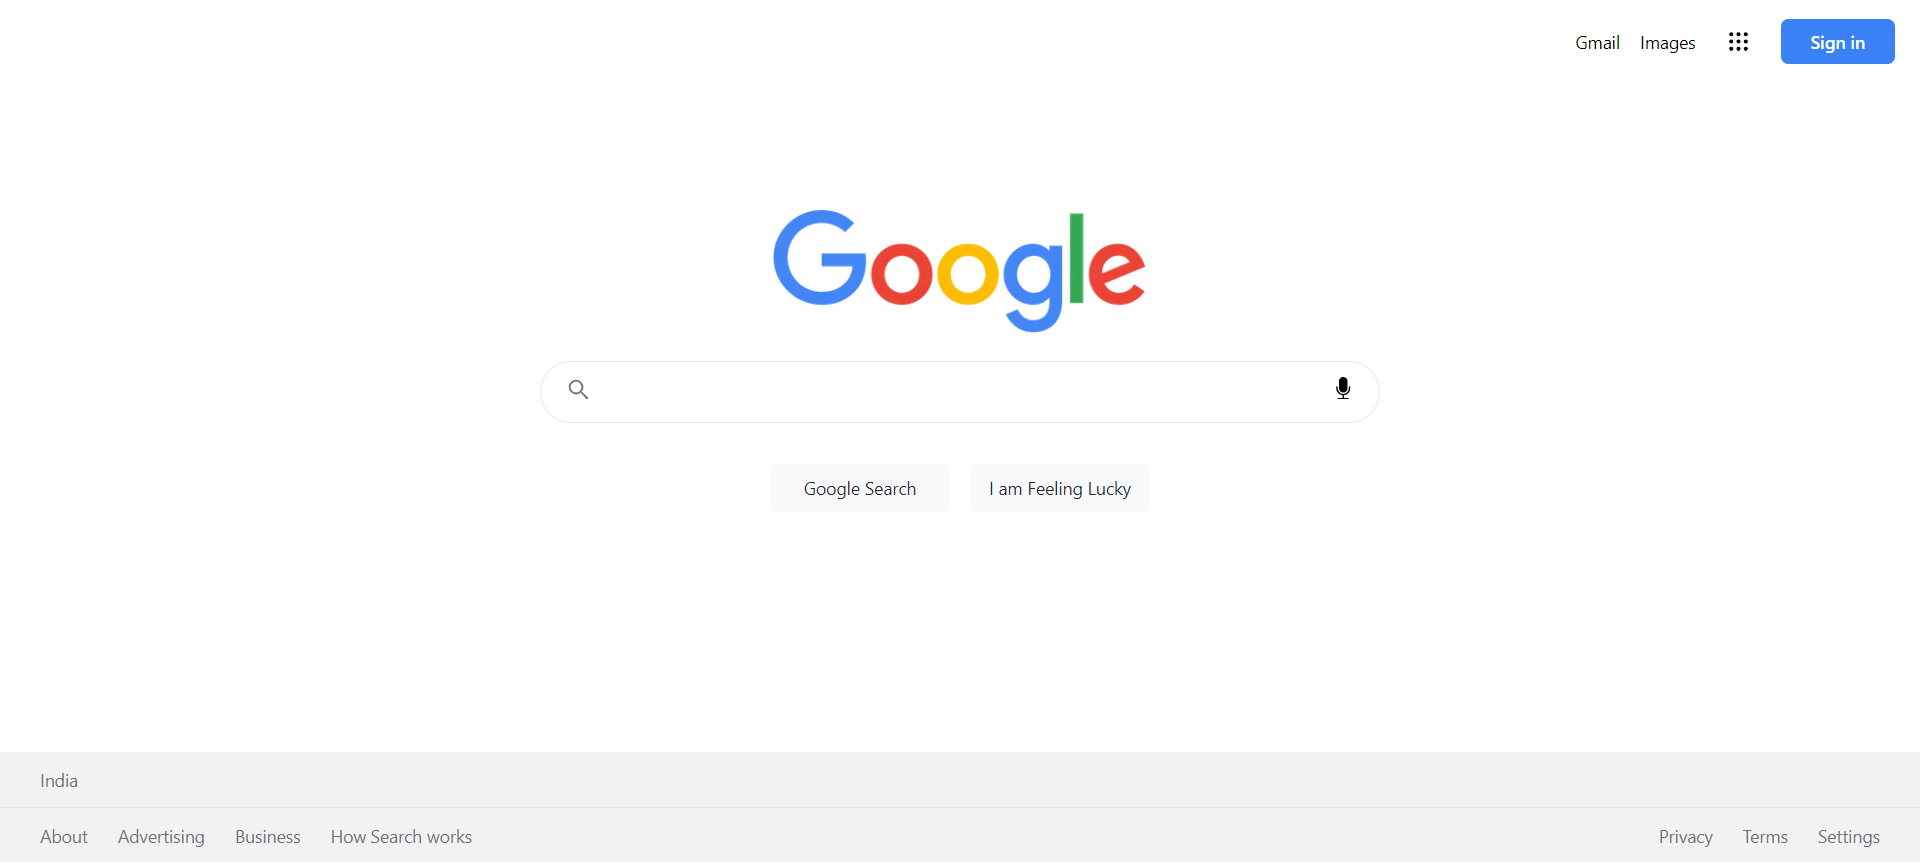 Gmail Images Sign in
Google
Google Search I am Feeling Lucky
India
About Advertising Business How Search works Privacy Terms Settings